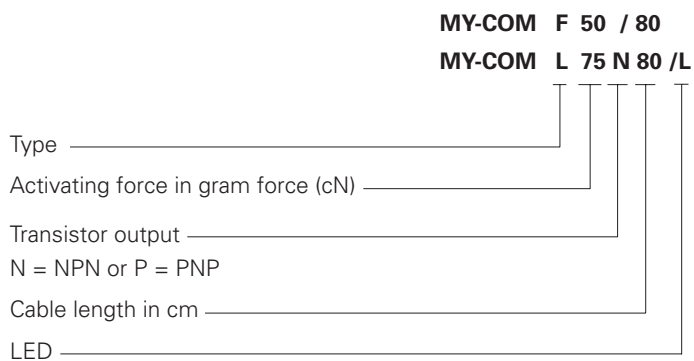 MY-COM F 50 / 80
MY-COM L 75 N 80 /L
Type
Activating force in gram force (cN)
Transistor output
N = NPN or P = PNP
Cable length in cm
LED